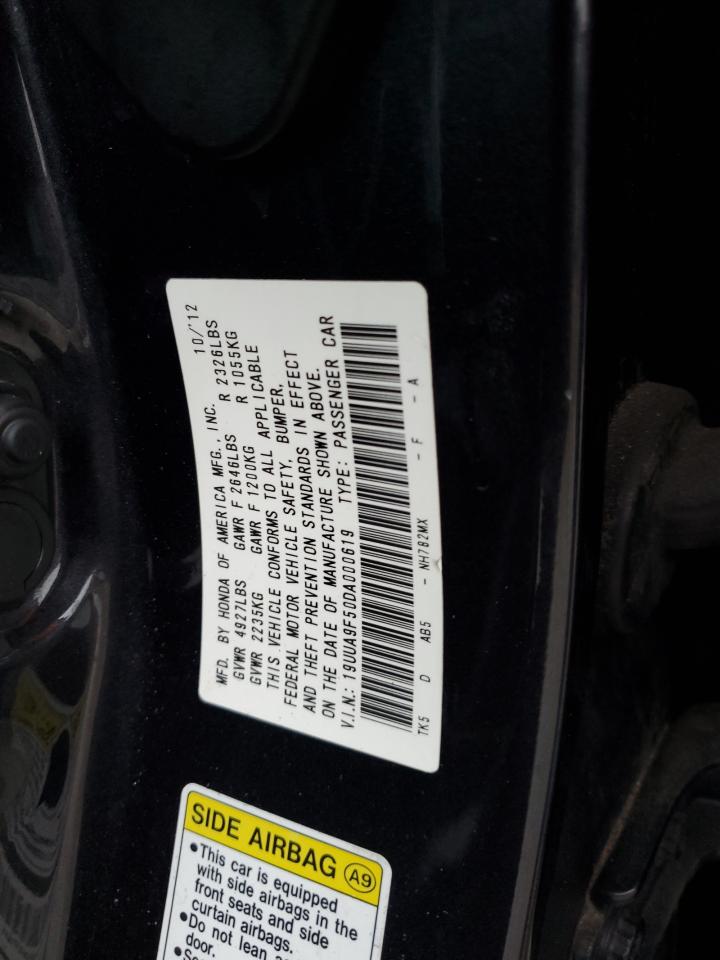 MFD. BY HONDA OF AMERICA MFG., INC. 10/'12
GVWR 4927LBS GAWR F 2646LBS R 2326LBS
GVWR 2235KG GAWR F 1200KG R 1055KG
THIS VEHICLE CONFORMS TO ALL APPLICABLE
FEDERAL MOTOR VEHICLE SAFETY, BUMPER,
AND THEFT PREVENTION STANDARDS IN EFFECT
ON THE DATE OF MANUFACTURE SHOWN ABOVE.
V.I.N.: 19UUA9F50DA000619 TYPE: PASSENGER CAR
TK5 D AB5 - NH782MX - F - A
SIDE AIRBAG A9
•This car is equipped
with side airbags in the
front seats and side
curtain airbags.
•Do not lean
door.